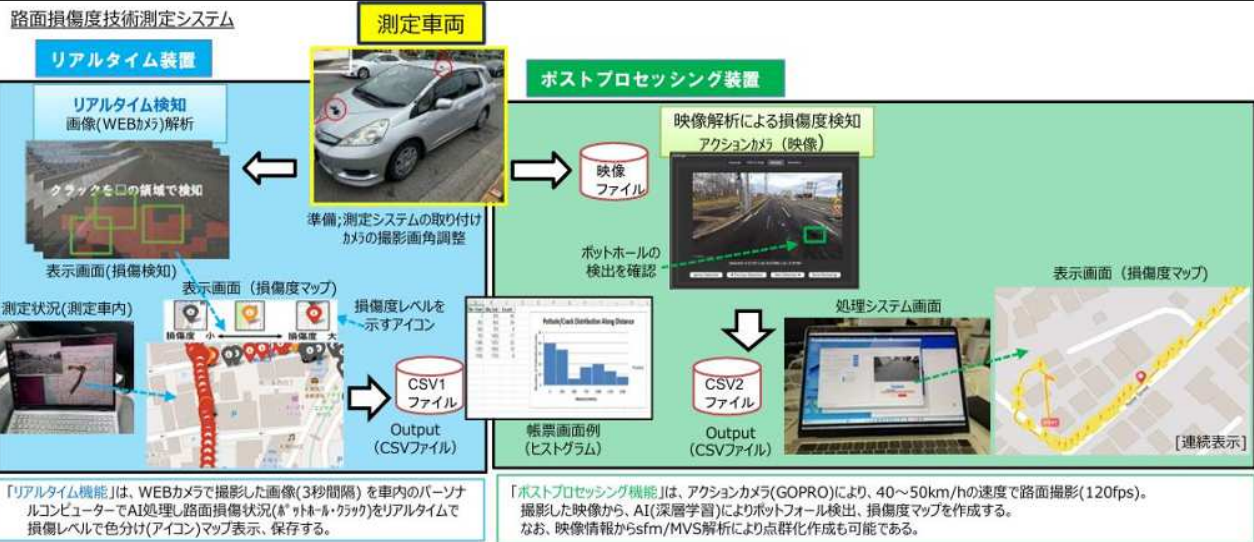 路面損傷度技術測定システム
測定車両
リアルタイム装置
ポストプロセッシング装置
リアルタイム検知
画像(WEBカメラ)解析
クラックを□の領域で検知
表示画面(損傷検知)
準備;測定システムの取り付け
カメラの撮影画角調整
映像
ファイル
映像解析による損傷度検知
アクションカメラ（映像）
ポットホールの
検出を確認
測定状況(測定車内)
表示画面（損傷度マップ）
損傷度 小
損傷度 大
損傷度レベルを
示すアイコン
CSV1
ファイル
Output
(CSVファイル)
Pothole/Crack Distribution Along Distance
帳票画面例
(ヒストグラム)
CSV2
ファイル
Output
(CSVファイル)
処理システム画面
表示画面（損傷度マップ）
[連続表示]
「リアルタイム機能」は、WEBカメラで撮影した画像(3秒間隔) を車内のパーソナ
ルコンピューターでAI処理し路面損傷状況(ポットホール・クラック)をリアルタイムで
損傷レベルで色分け(アイコン)マップ表示、保存する。
「ポストプロセッシング機能」は、アクションカメラ(GOPRO)により、40～50km/hの速度で路面撮影(120fps)。
撮影した映像から、AI(深層学習)によりポットフォール検出、損傷度マップを作成する。
なお、映像情報からsfm/MVS解析により点群化作成も可能である。